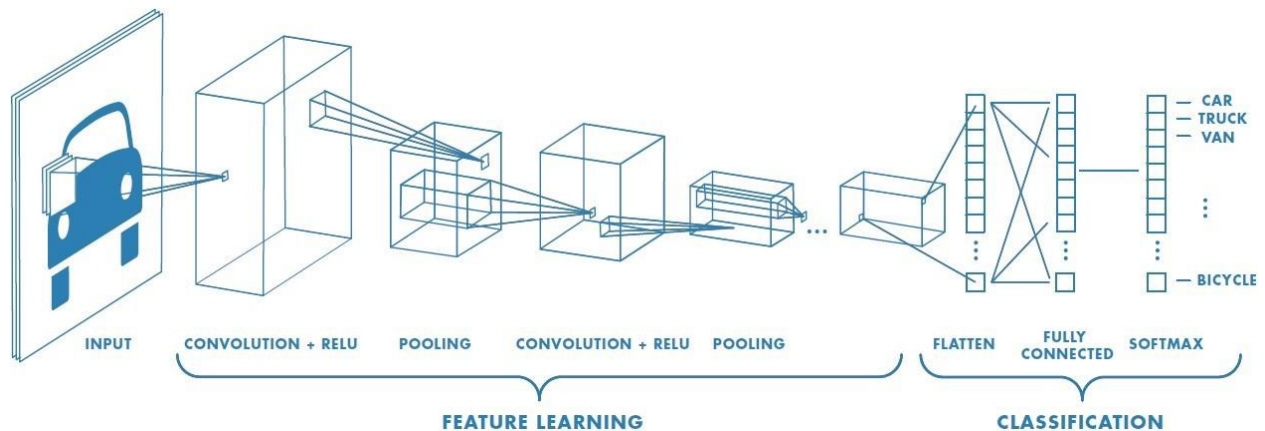 CAR
TRUCK
VAN
BICYCLE
INPUT
CONVOLUTION + RELU
POOLING
CONVOLUTION + RELU
POOLING
FLATTEN
FULLY
CONNECTED
SOFTMAX
FEATURE LEARNING
CLASSIFICATION